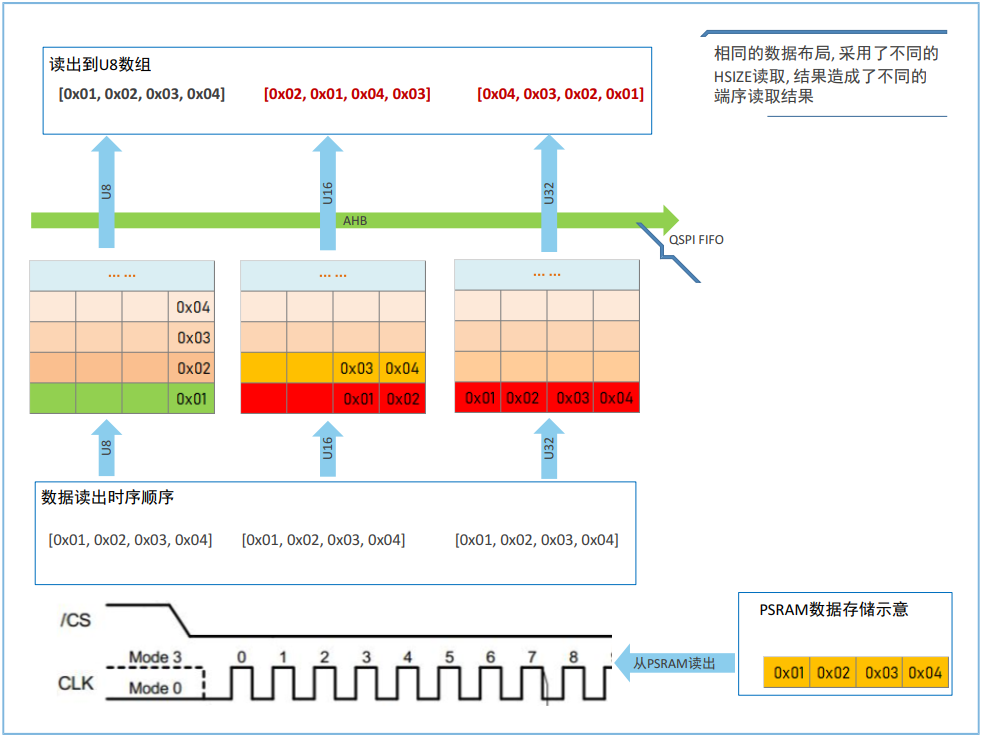 读出到U8数组
[0x01, 0x02, 0x03, 0x04]
[0x02, 0x01, 0x04, 0x03]
[0x04, 0x03, 0x02, 0x01]
相同的数据布局, 采用了不同的
HSIZE读取, 结果造成了不同的
端序读取结果
U8
U16
U32
AHB
QSPI FIFO
... ...
0x04
0x03
0x02
0x01
... ...
0x03 0x04
0x01 0x02
... ...
0x01 0x02 0x03 0x04
U8
U16
U32
数据读出时序顺序
[0x01, 0x02, 0x03, 0x04]
[0x01, 0x02, 0x03, 0x04]
[0x01, 0x02, 0x03, 0x04]
/CS
Mode 3
CLK
Mode 0
0 1 2 3 4 5 6 7 8
从PSRAM读出
PSRAM数据存储示意
0x01 0x02 0x03 0x04